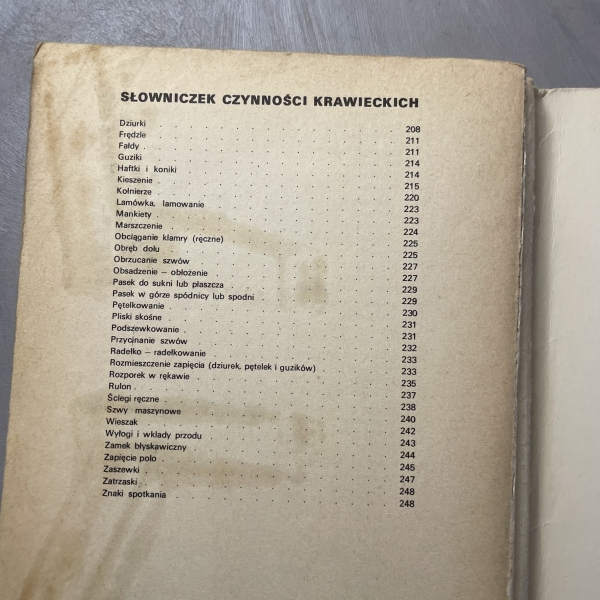 SŁOWNICZEK CZYNNOŚCI KRAWIECKICH
Dziurki 208
Frędzle 211
Fałdy 211
Guziki 214
Haftki i koniki 214
Kieszenie 215
Kołnierze 220
Lamówka, lamowanie 223
Mankiety 223
Marszczenie 224
Obciąganie klamry (ręczne) 225
Obręb dołu 225
Obrzucanie szwów 227
Obsadzenie – obłożenie 227
Pasek do sukni lub płaszcza 229
Pasek w górze spódnicy lub spodni 229
Pętelkowanie 230
Pliski skośne 231
Podszewkowanie 231
Przycinanie szwów 232
Radełko – radełkowanie 233
Rozmieszczenie zapięcia (dziurek, pętelek i guzików) 233
Rozporek w rękawie 235
Rulon 237
Ściegi ręczne 238
Szwy maszynowe 240
Wieszak 242
Wyłogi i wkłady przodu 243
Zamek błyskawiczny 244
Zapięcie polo 245
Zaszewki 247
Zatrzaski 248
Znaki spotkania 248